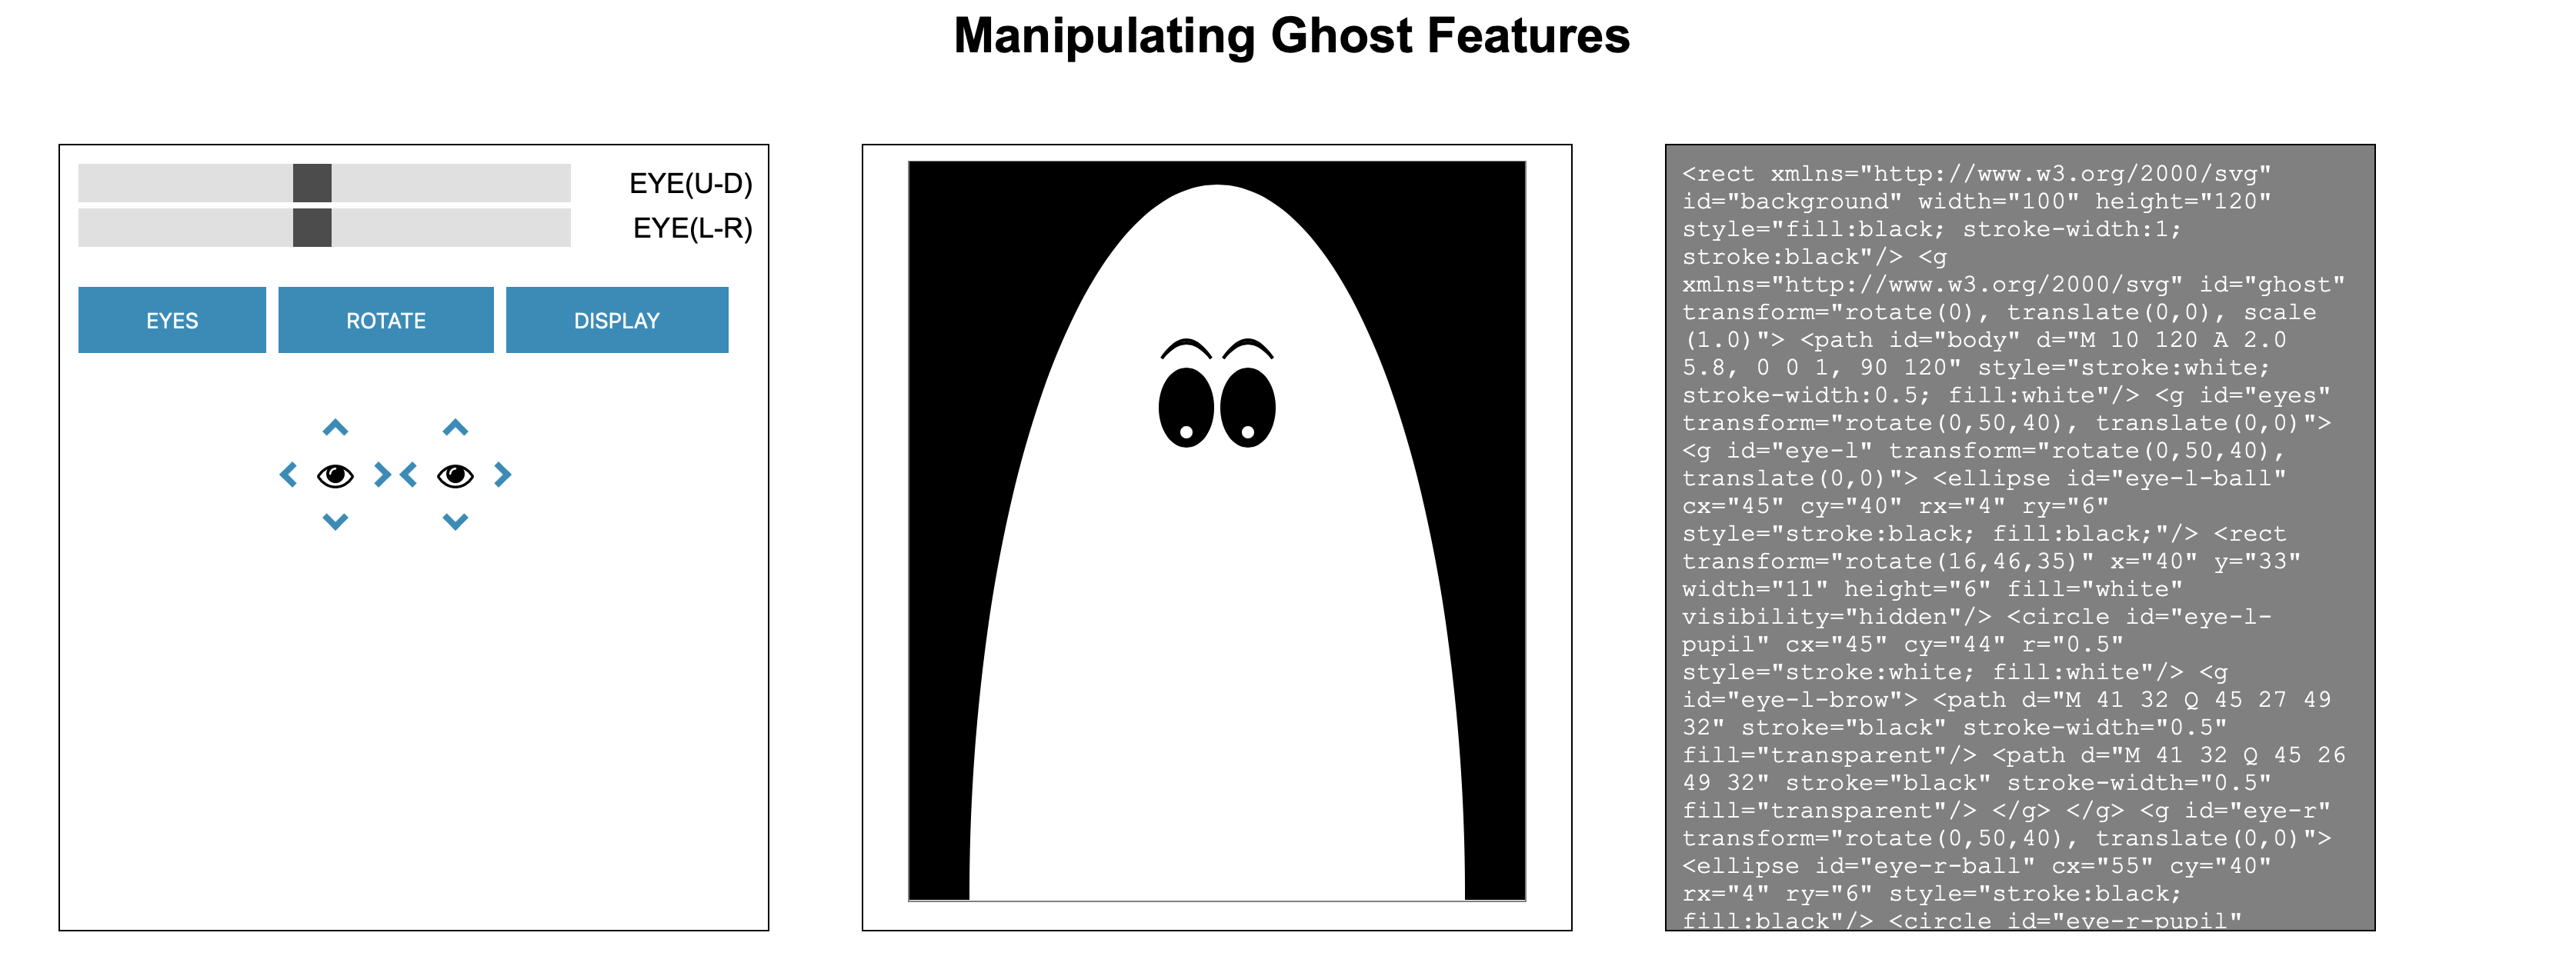 Manipulating Ghost Features
EYE(U-D)
EYE(L-R)
EYES ROTATE DISPLAY
<rect xmlns="http://www.w3.org/2000/svg"
id="background" width="100" height="120"
style="fill:black; stroke-width:1;
stroke:black"/> <g
xmlns="http://www.w3.org/2000/svg" id="ghost"
transform="rotate(0), translate(0,0), scale
(1.0)"> <path id="body" d="M 10 120 A 2.0
5.8, 0 0 1, 90 120" style="stroke:white;
stroke-width:0.5; fill:white"/> <g id="eyes"
transform="rotate(0,50,40), translate(0,0)">
<g id="eye-l" transform="rotate(0,50,40),
translate(0,0)"> <ellipse id="eye-l-ball"
cx="45" cy="40" rx="4" ry="6"
style="stroke:black; fill:black;"/> <rect
transform="rotate(16,46,35)" x="40" y="33"
width="11" height="6" fill="white"
visibility="hidden"/> <circle id="eye-l-
pupil" cx="45" cy="44" r="0.5"
style="stroke:white; fill:white"/> <g
id="eye-l-brow"> <path d="M 41 32 Q 45 27 49
32" stroke="black" stroke-width="0.5"
fill="transparent"/> <path d="M 41 32 Q 45 26
49 32" stroke="black" stroke-width="0.5"
fill="transparent"/> </g> </g> <g id="eye-r"
transform="rotate(0,50,40), translate(0,0)">
<ellipse id="eye-r-ball" cx="55" cy="40"
rx="4" ry="6" style="stroke:black;
fill:black"/> <circle id="eye-r-pupil"